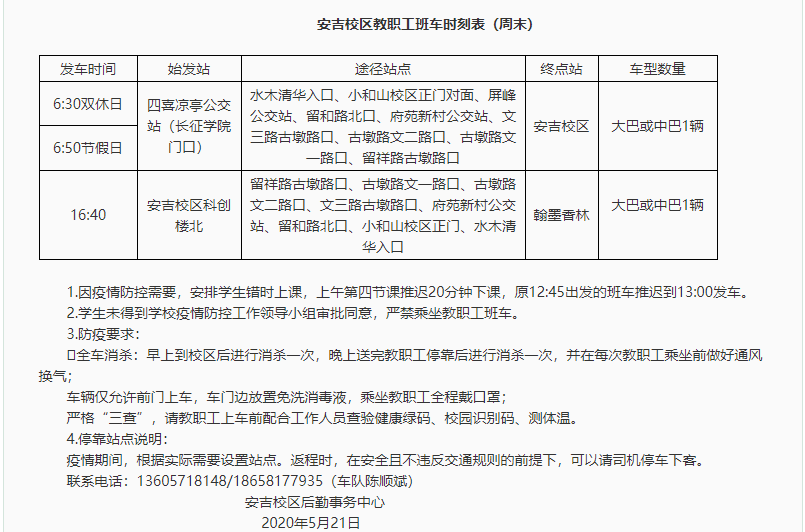 安吉校区教职工班车时刻表（周末）
发车时间 始发站 途径站点 终点站 车型数量
6:30双休日
6:50节假日
四喜凉亭公交
站（长征学院
门口）
水木清华入口、小和山校区正门对面、屏峰
公交站、留和路北口、府苑新村公交站、文
三路古墩路口、古墩路文二路口、古墩路文
一路口、留祥路古墩路口
安吉校区
大巴或中巴1辆
16:40
安吉校区科创
楼北
留祥路古墩路口、古墩路文一路口、古墩路
文二路口、文三路古墩路口、府苑新村公交
站、留和路北口、小和山校区正门、水木清
华入口
翰墨香林
大巴或中巴1辆
1.因疫情防控需要，安排学生错时上课，上午第四节课推迟20分钟下课，原12:45出发的班车推迟到13:00发车。
2.学生未得到学校疫情防控工作领导小组审批同意，严禁乘坐教职工班车。
3.防疫要求：
全车消杀：早上到校区后进行消杀一次，晚上送完教职工停靠后进行消杀一次，并在每次教职工乘坐前做好通风
换气；
车辆仅允许前门上车，车门边放置免洗消毒液，乘坐教职工全程戴口罩；
严格“三查”，请教职工上车前配合工作人员查验健康绿码、校园识别码、测体温。
4.停靠站点说明：
疫情期间，根据实际需要设置站点。返程时，在安全且不违反交通规则的前提下，可以请司机停车下客。
联系电话：13605718148/18658177935（车队陈顺斌）
安吉校区后勤事务中心
2020年5月21日